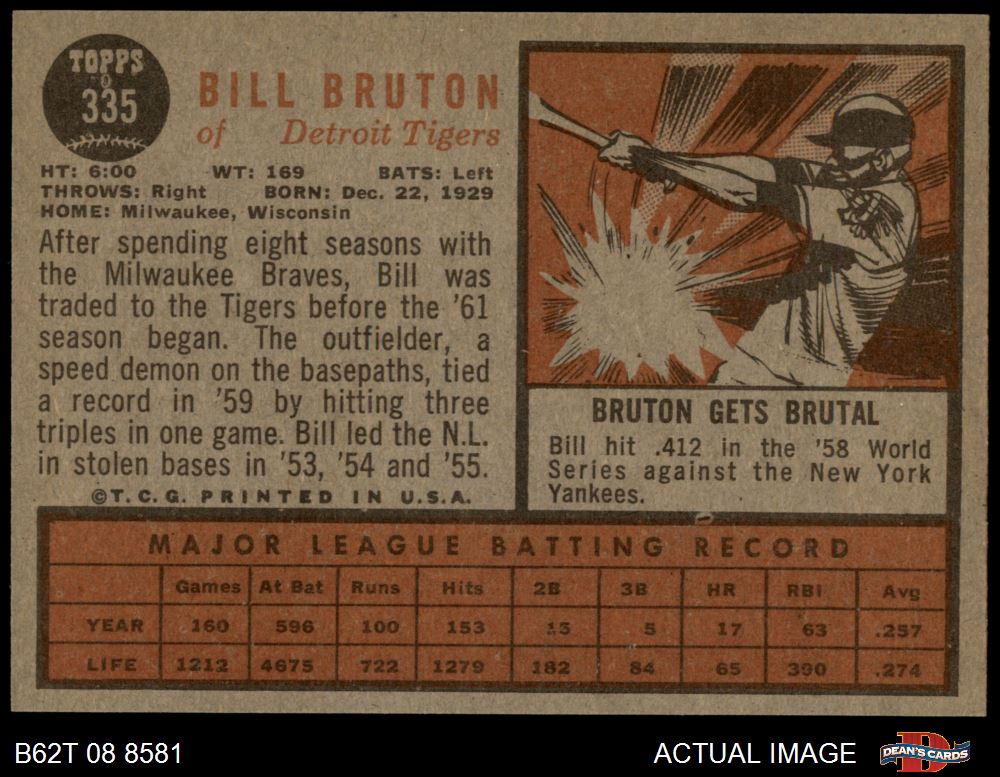 TOPPS
335
BILL BRUTON
of Detroit Tigers
HT: 6:00 WT: 169 BATS: Left
THROWS: Right BORN: Dec. 22, 1929
HOME: Milwaukee, Wisconsin
After spending eight seasons with
the Milwaukee Braves, Bill was
traded to the Tigers before the '61
season began. The outfielder, a
speed demon on the basepaths, tied
a record in '59 by hitting three
triples in one game. Bill led the N.L.
in stolen bases in '53, '54 and '55.
©T.C.G. PRINTED IN U.S.A.
BRUTON GETS BRUTAL
Bill hit .412 in the '58 World
Series against the New York
Yankees.
MAJOR LEAGUE BATTING RECORD
Games At Bat Runs Hits 2B 3B HR RBI Avg
YEAR 160 596 100 153 15 5 17 63 .257
LIFE 1212 4675 722 1279 182 84 65 390 .274
B62T 08 8581 ACTUAL IMAGE DEAN'S CARDS